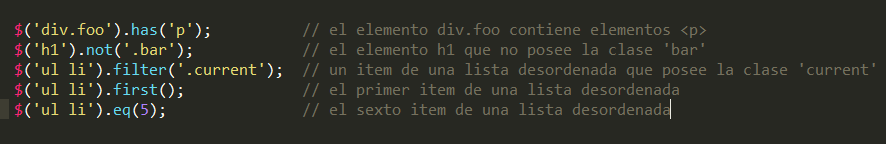 $('div.foo').has('p');         // el elemento div.foo contiene elementos <p>
$('h1').not('.bar');           // el elemento h1 que no posee la clase 'bar'
$('ul li').filter('.current');  // un item de una lista desordenada que posee la clase 'current'
$('ul li').first();            // el primer item de una lista desordenada
$('ul li').eq(5);              // el sexto item de una lista desordenada